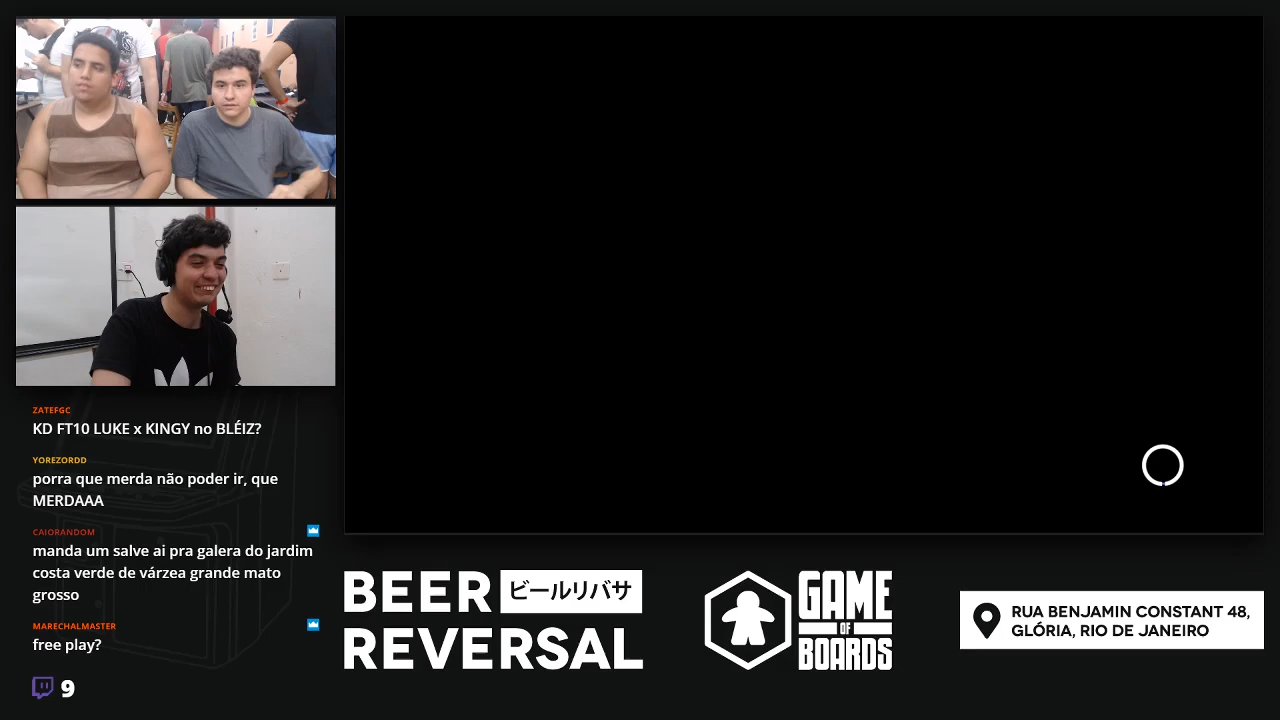 ZATEFGC
KD FT10 LUKE x KINGY no BLÉIZ?
YOREZORDD
porra que merda não poder ir, que
MERDAAA
CAIORANDOM
manda um salve ai pra galera do jardim
costa verde de várzea grande mato
grosso
MARECHALMASTER
free play?
9
BEER ビールリバサ
REVERSAL
GAME
OF
BOARDS
RUA BENJAMIN CONSTANT 48,
GLÓRIA, RIO DE JANEIRO